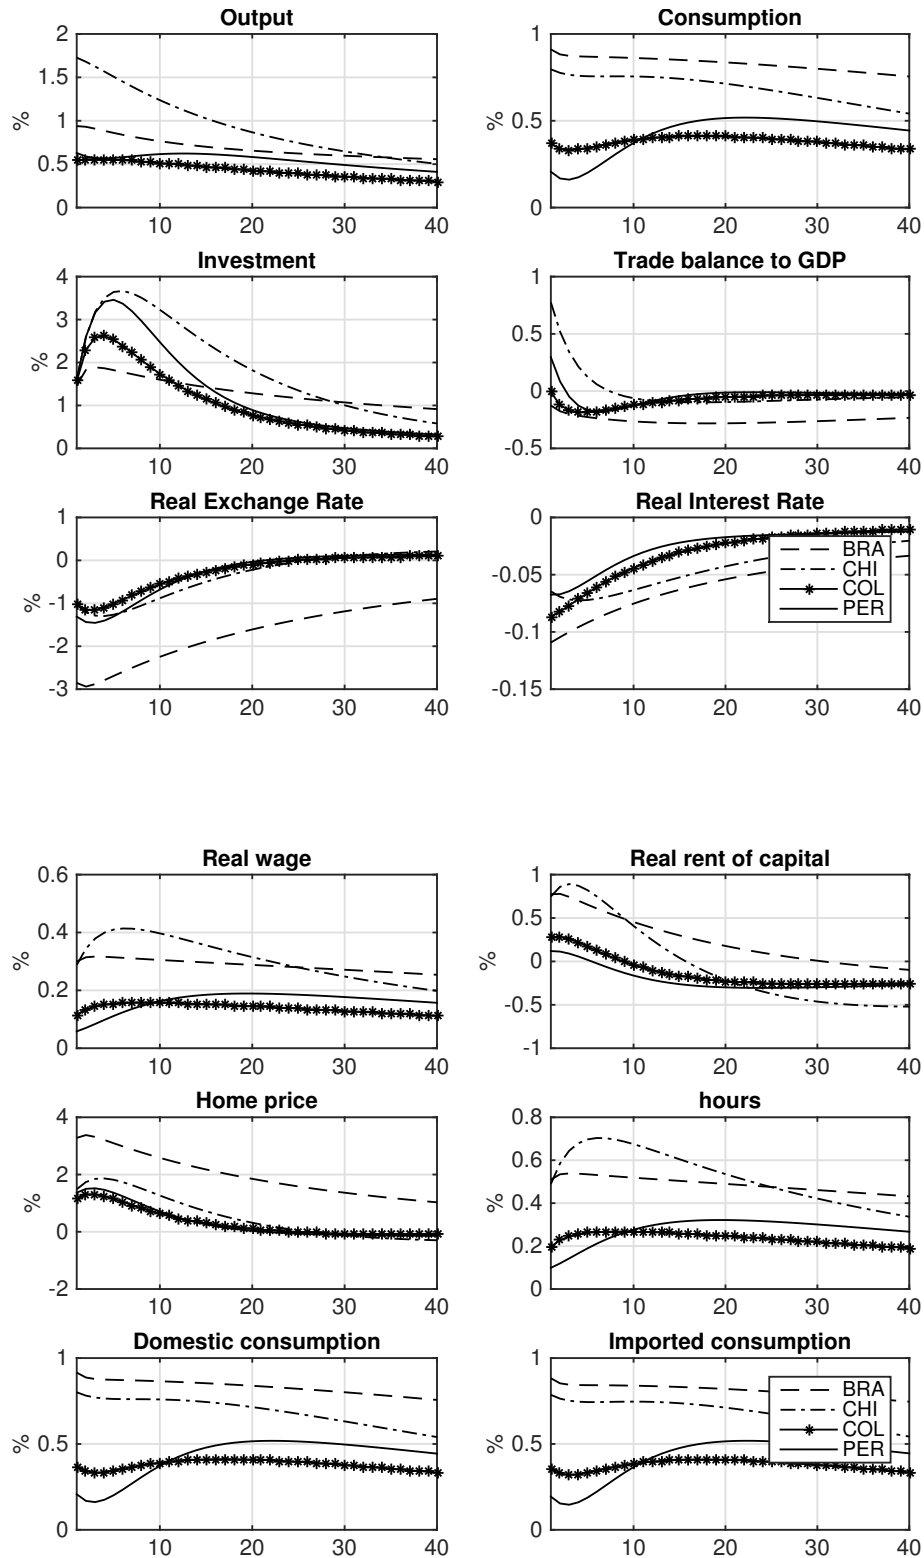 Output
Consumption
2
1.5
1
0.5
0
%
10 20 30 40
1
0.5
0
%
10 20 30 40
Investment
Trade balance to GDP
4
3
2
1
0
%
10 20 30 40
1
0.5
0
-0.5
10 20 30 40
Real Exchange Rate
Real Interest Rate
1
0
-1
-2
-3
%
10 20 30 40
0
-0.05
-0.1
-0.15
10 20 30 40
BRA
CHI
COL
PER
Real wage
Real rent of capital
0.6
0.4
0.2
0
%
10 20 30 40
1
0.5
0
-0.5
-1
%
10 20 30 40
Home price
hours
4
2
0
-2
%
10 20 30 40
0.8
0.6
0.4
0.2
0
%
10 20 30 40
Domestic consumption
Imported consumption
1
0.5
0
%
10 20 30 40
1
0.5
0
%
10 20 30 40
BRA
CHI
COL
PER